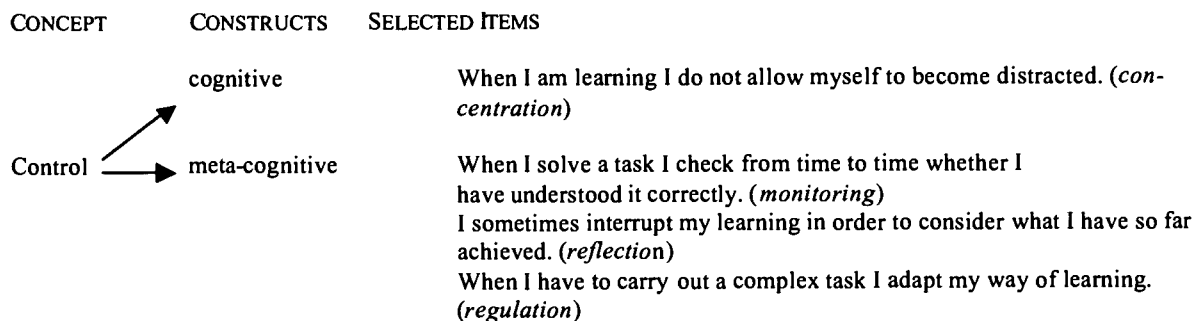 CONCEPT CONSTRUCTS SELECTED ITEMS
cognitive When I am learning I do not allow myself to become distracted. (con-
centration)
Control meta-cognitive When I solve a task I check from time to time whether I
have understood it correctly. (monitoring)
I sometimes interrupt my learning in order to consider what I have so far
achieved. (reflection)
When I have to carry out a complex task I adapt my way of learning.
(regulation)